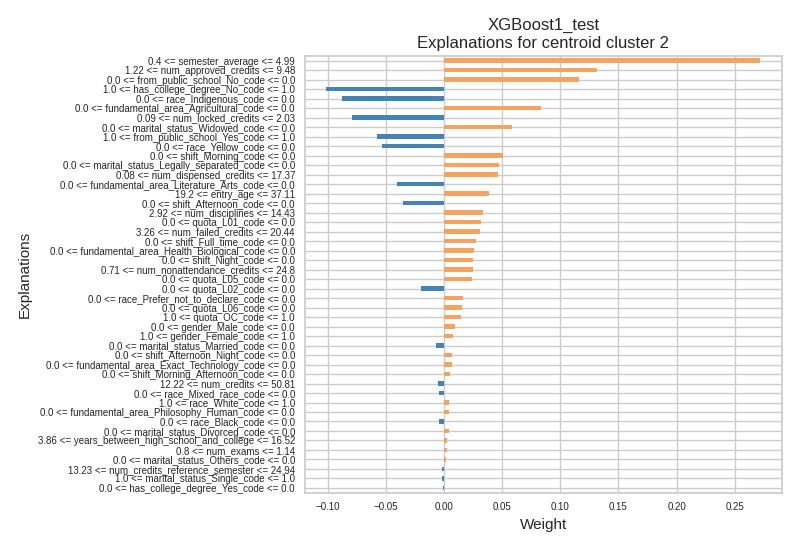 XGBoost1_test
Explanations for centroid cluster 2
0.4 <= semester_average <= 4.99
1.22 <= num_approved_credits <= 9.48
0.0 <= from_public_school_No_code <= 0.0
1.0 <= has_college_degree_No_code <= 1.0
0.0 <= race_Indigenous_code <= 0.0
0.0 <= fundamental_area_Agricultural_code <= 0.0
0.09 <= num_locked_credits <= 2.03
0.0 <= marital_status_Widowed_code <= 0.0
1.0 <= from_public_school_Yes_code <= 1.0
0.0 <= race_Yellow_code <= 0.0
0.0 <= shift_Morning_code <= 0.0
0.0 <= marital_status_Legally_separated_code <= 0.0
0.08 <= num_dispensed_credits <= 17.37
0.0 <= fundamental_area_Literature_Arts_code <= 0.0
19.2 <= entry_age <= 37.11
0.0 <= shift_Afternoon_code <= 0.0
2.92 <= num_disciplines <= 14.43
0.0 <= quota_L01_code <= 0.0
3.26 <= num_failed_credits <= 20.44
0.0 <= shift_Full_time_code <= 0.0
0.0 <= fundamental_area_Health_Biological_code <= 0.0
0.0 <= shift_Night_code <= 0.0
0.71 <= num_nonattendance_credits <= 24.8
0.0 <= quota_L05_code <= 0.0
0.0 <= quota_L02_code <= 0.0
0.0 <= race_Prefer_not_to_declare_code <= 0.0
0.0 <= quota_L06_code <= 0.0
1.0 <= quota_OC_code <= 1.0
0.0 <= gender_Male_code <= 0.0
1.0 <= gender_Female_code <= 1.0
0.0 <= marital_status_Married_code <= 0.0
0.0 <= shift_Afternoon_Night_code <= 0.0
0.0 <= fundamental_area_Exact_Technology_code <= 0.0
0.0 <= shift_Morning_Afternoon_code <= 0.0
12.22 <= num_credits <= 50.81
0.0 <= race_Mixed_race_code <= 0.0
1.0 <= race_White_code <= 1.0
0.0 <= fundamental_area_Philosophy_Human_code <= 0.0
0.0 <= race_Black_code <= 0.0
0.0 <= marital_status_Divorced_code <= 0.0
3.86 <= years_between_high_school_and_college <= 16.52
0.8 <= num_exams <= 1.14
0.0 <= marital_status_Others_code <= 0.0
13.23 <= num_credits_reference_semester <= 24.94
1.0 <= marital_status_Single_code <= 1.0
0.0 <= has_college_degree_Yes_code <= 0.0
Explanations
−0.10 −0.05 0.00 0.05 0.10 0.15 0.20 0.25
Weight